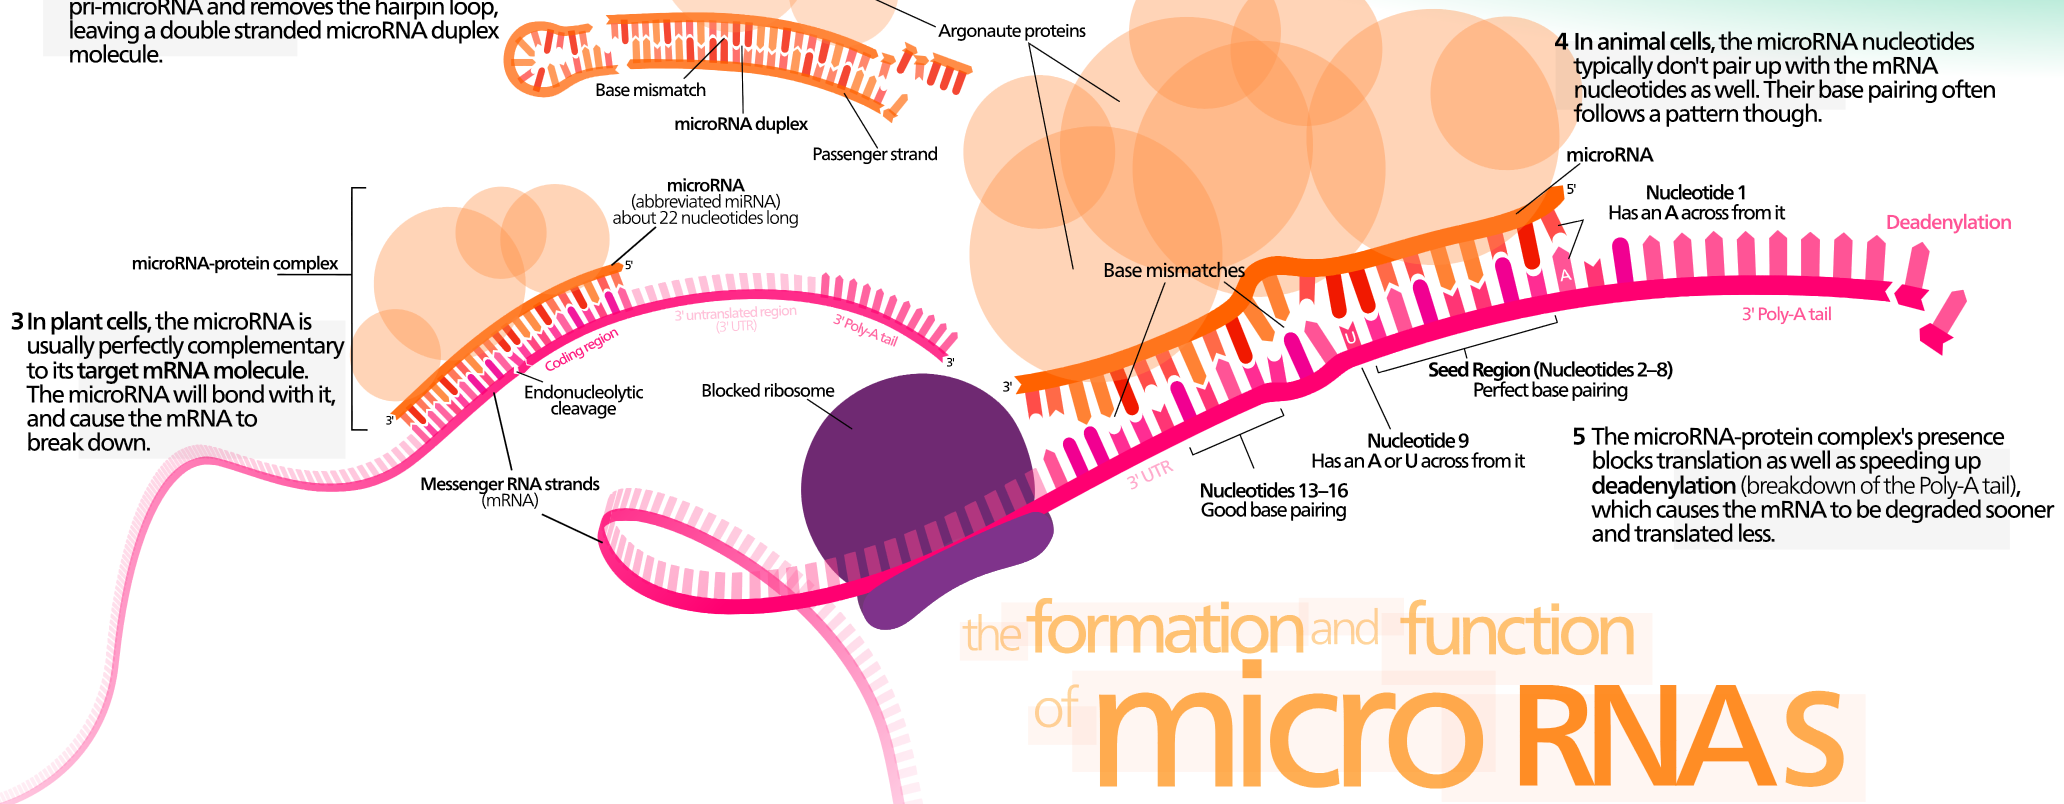 pri-microRNA and removes the hairpin loop,
leaving a double stranded microRNA duplex
molecule.
Base mismatch
microRNA duplex
Passenger strand
Argonaute proteins
microRNA-protein complex
microRNA
(abbreviated miRNA)
about 22 nucleotides long
5'
3'
3 In plant cells, the microRNA is
usually perfectly complementary
to its target mRNA molecule.
The microRNA will bond with it,
and cause the mRNA to
break down.
Coding region
3' untranslated region
(3' UTR)
3' Poly-A tail
3'
Endonucleolytic
cleavage
Messenger RNA strands
(mRNA)
Blocked ribosome
4 In animal cells, the microRNA nucleotides
typically don't pair up with the mRNA
nucleotides as well. Their base pairing often
follows a pattern though.
microRNA
5'
Nucleotide 1
Has an A across from it
Deadenylation
Base mismatches
A
U
3'
3' Poly-A tail
Seed Region (Nucleotides 2–8)
Perfect base pairing
Nucleotide 9
Has an A or U across from it
3' UTR
Nucleotides 13–16
Good base pairing
5 The microRNA-protein complex's presence
blocks translation as well as speeding up
deadenylation (breakdown of the Poly-A tail),
which causes the mRNA to be degraded sooner
and translated less.
the formation and function
of micro RNAs